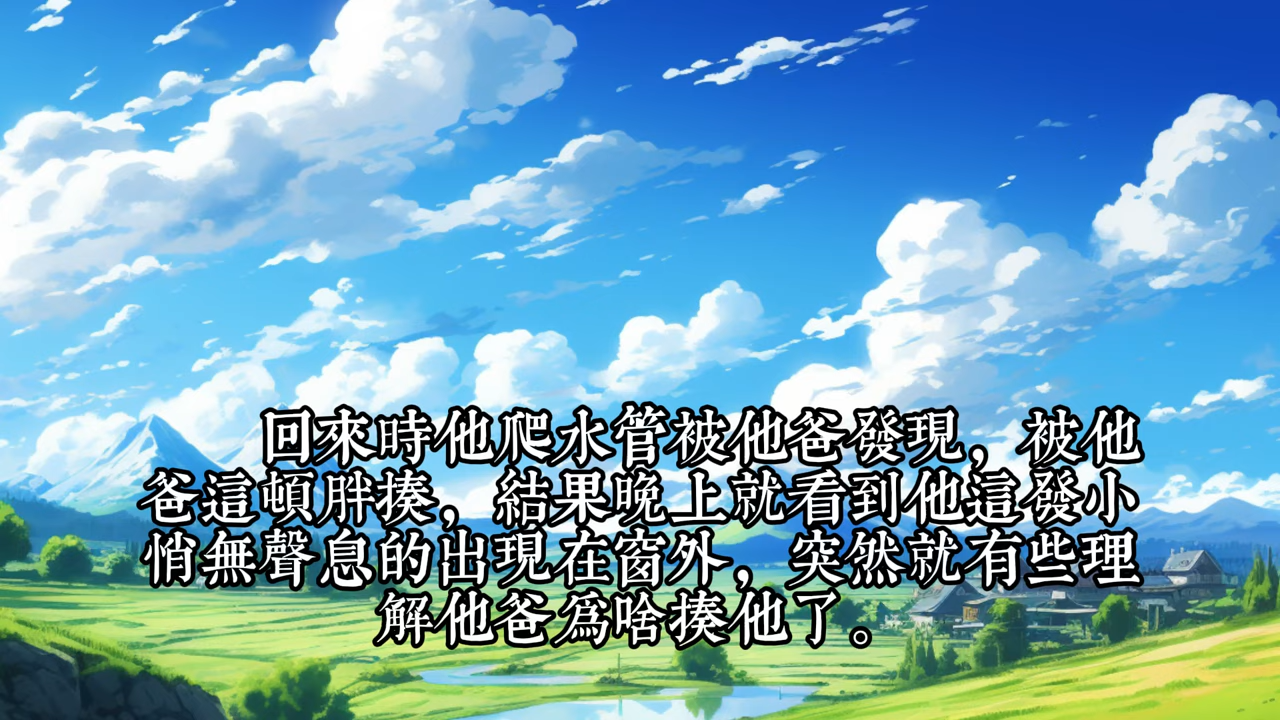 回來時他爬水管被他爸發現，被他
爸這頓胖揍，結果晚上就看到他這發小
悄無聲息的出現在窗外，突然就有些理
解他爸爲啥揍他了。